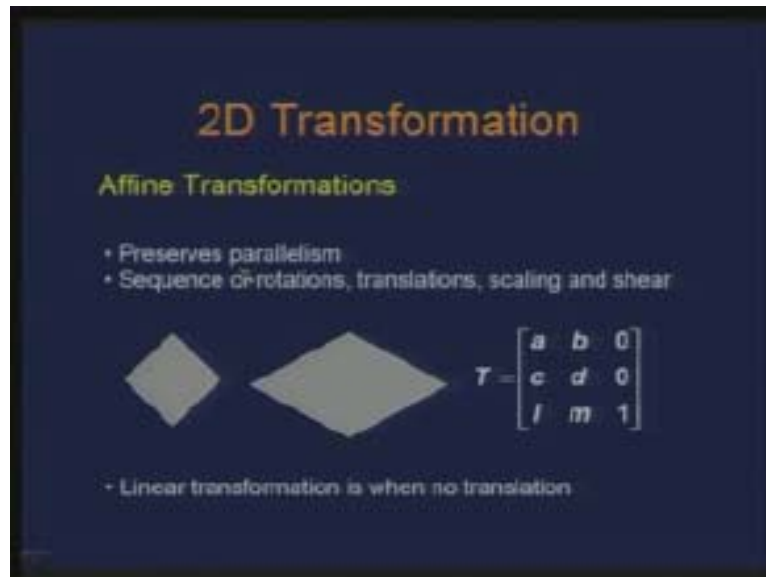 2D Transformation
Affine Transformations
• Preserves parallelism
• Sequence of rotations, translations, scaling and shear
T = [a b 0
c d 0
l m 1]
• Linear transformation is when no translation